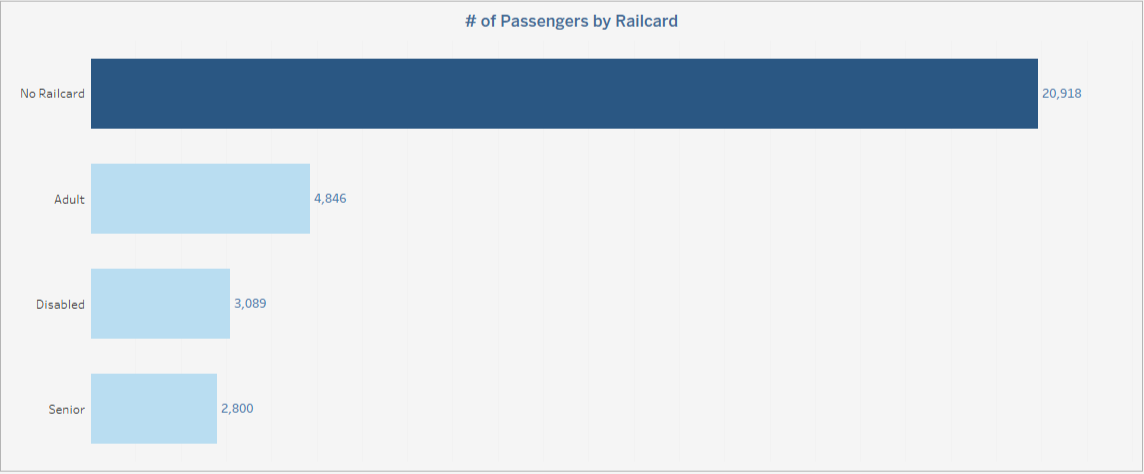 # of Passengers by Railcard
No Railcard 20,918
Adult 4,846
Disabled 3,089
Senior 2,800